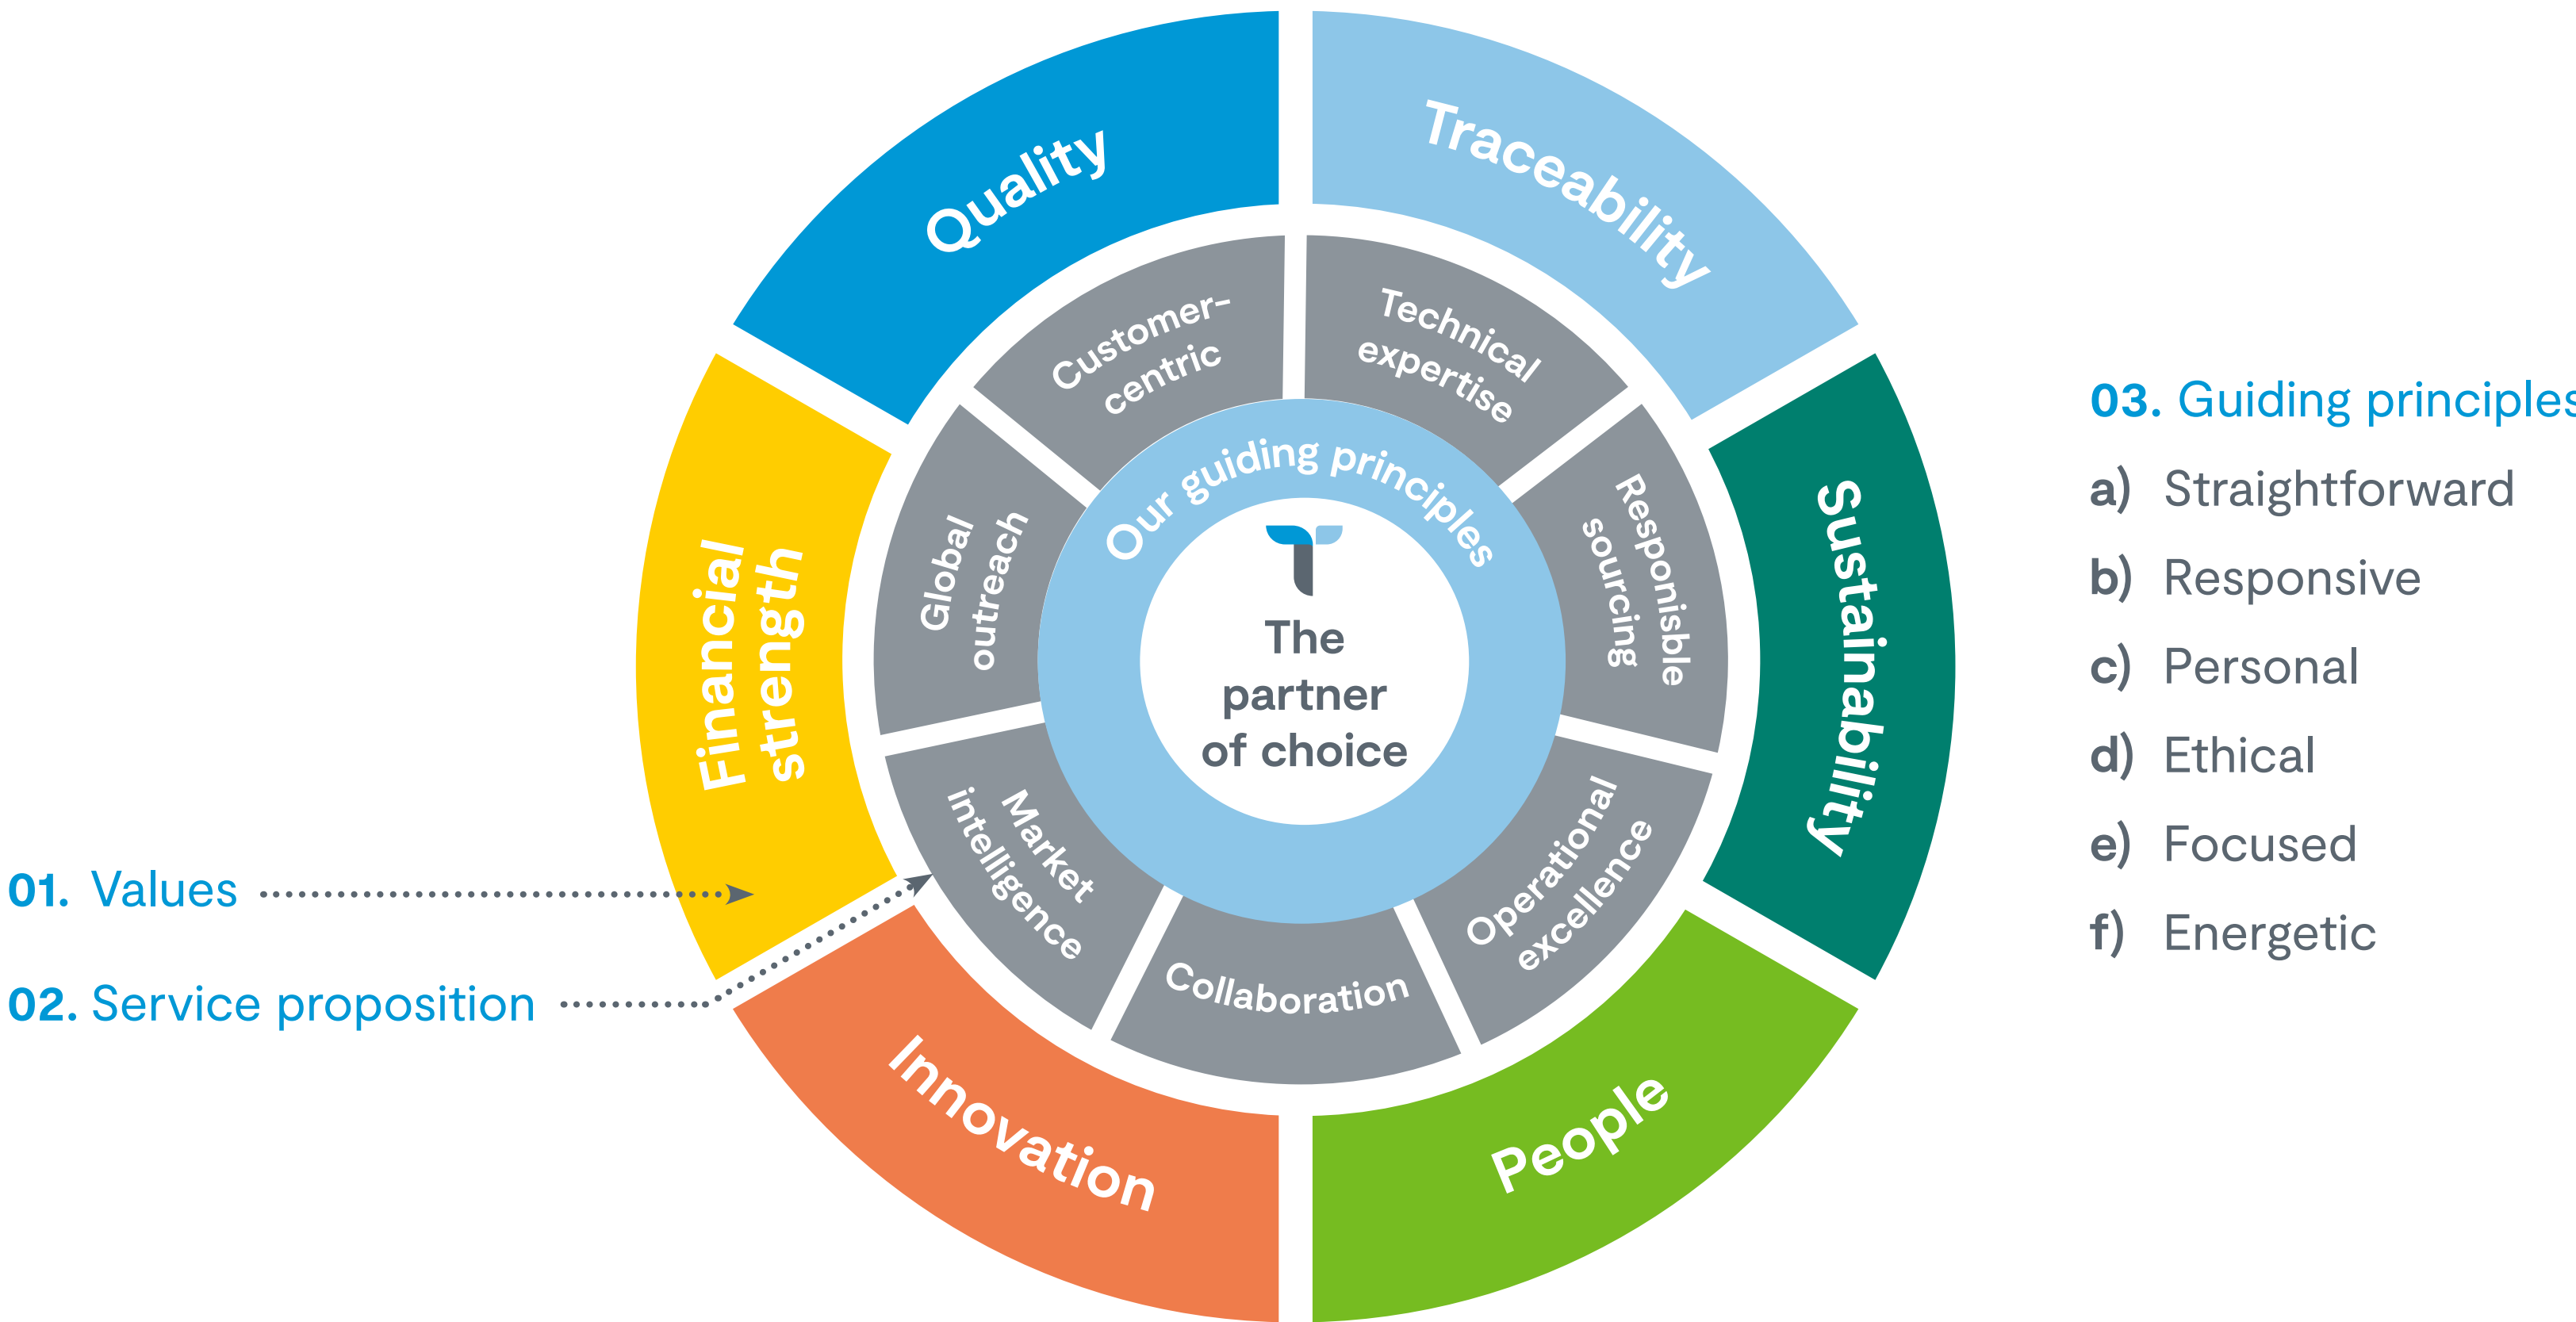 Quality
Traceability
Sustainability
People
Innovation
Financial
strength
Customer-
centric
Technical
expertise
Responisble
sourcing
Operational
excellence
Collaboration
Market
intelligence
Global
outreach
Our guiding principles
The
partner
of choice
01. Values
02. Service proposition
03. Guiding principles
a) Straightforward
b) Responsive
c) Personal
d) Ethical
e) Focused
f) Energetic